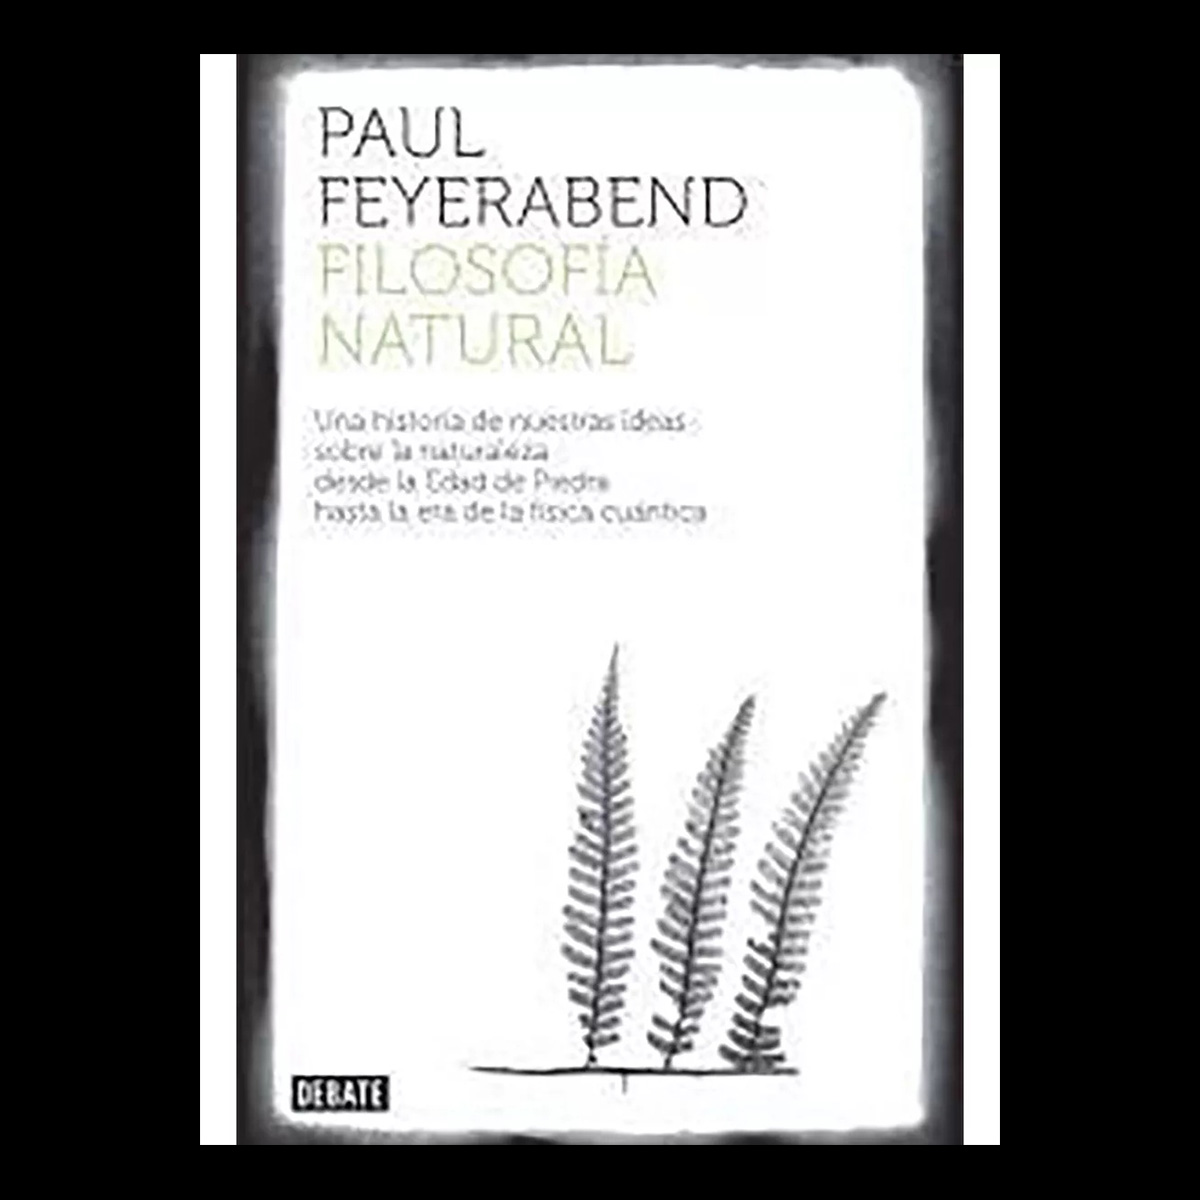 PAUL
FEYERABEND
FILOSOFÍA
NATURAL
Una historia de nuestras ideas
sobre la naturaleza
desde la Edad de Piedra
hasta la era de la física cuántica
DEBATE